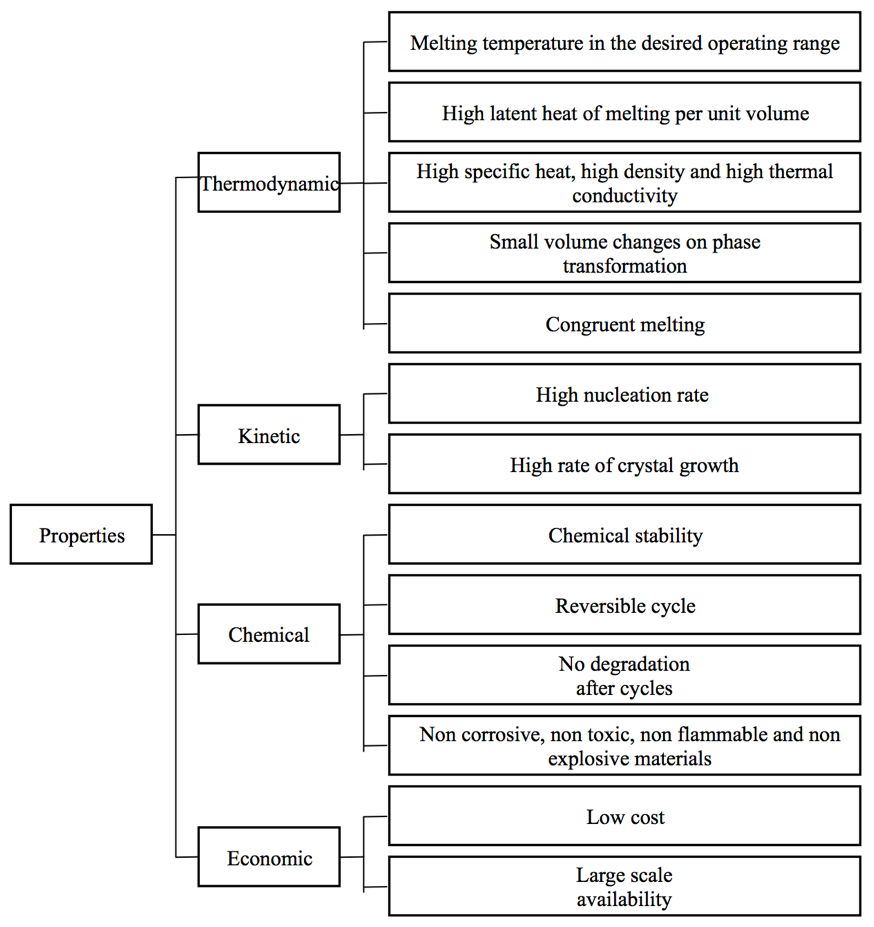 Melting temperature in the desired operating range
High latent heat of melting per unit volume
Thermodynamic
High specific heat, high density and high thermal
conductivity
Small volume changes on phase
transformation
Congruent melting
High nucleation rate
Kinetic
High rate of crystal growth
Properties
Chemical stability
Reversible cycle
Chemical
No degradation
after cycles
Non corrosive, non toxic, non flammable and non
explosive materials
Low cost
Economic
Large scale
availability